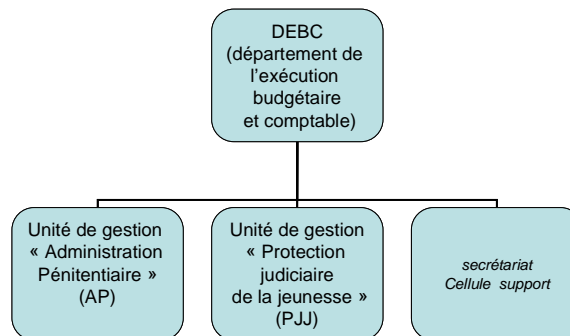 DEBC
(département de
l'exécution
budgétaire
et comptable)
Unité de gestion
« Administration
Pénitentiaire »
(AP)
Unité de gestion
« Protection
judiciaire
de la jeunesse »
(PJJ)
secrétariat
Cellule support